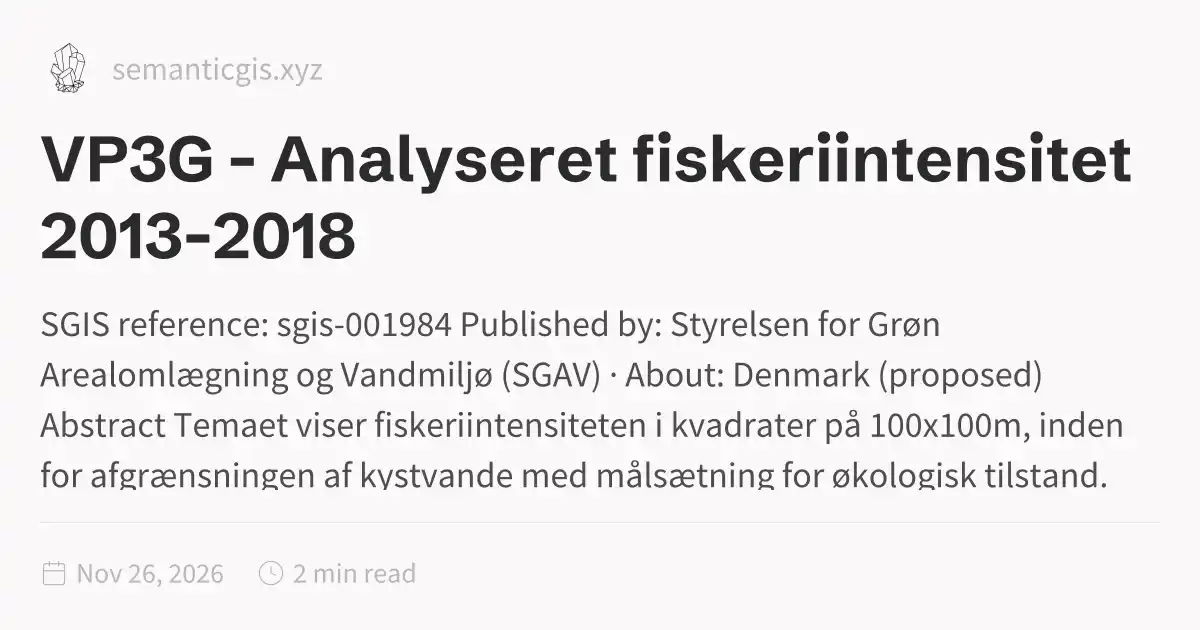 semanticgis.xyz
VP3G - Analyseret fiskeriintensitet
2013-2018
SGIS reference: sgis-001984 Published by: Styrelsen for Grøn
Arealomlægning og Vandmiljø (SGAV) · About: Denmark (proposed)
Abstract Temaet viser fiskeriintensiteten i kvadrater på 100x100m, inden
for afgrænsningen af kystvande med målsætning for økologisk tilstand.
Nov 26, 2026
2 min read